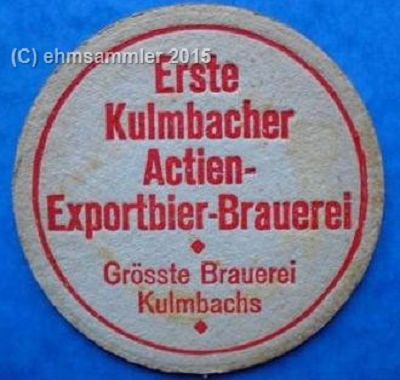 (C) ehmsammler 2015
Erste
Kulmbacher
Actien-
Exportbier-Brauerei
Grösste Brauerei
Kulmbachs